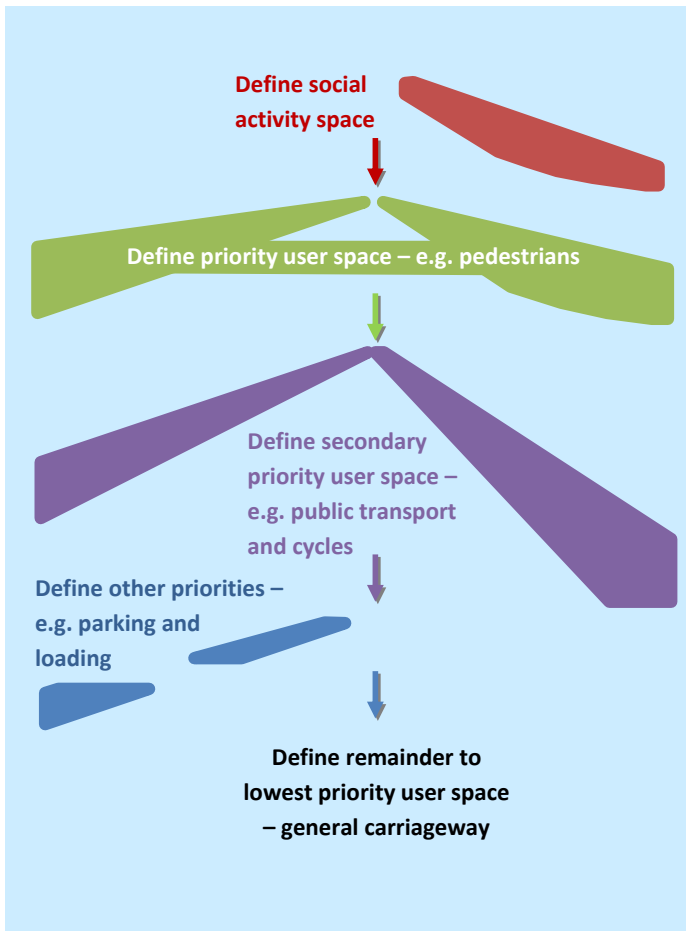 Define social
activity space
Define priority user space – e.g. pedestrians
Define secondary
priority user space –
e.g. public transport
and cycles
Define other priorities –
e.g. parking and
loading
Define remainder to
lowest priority user space
– general carriageway